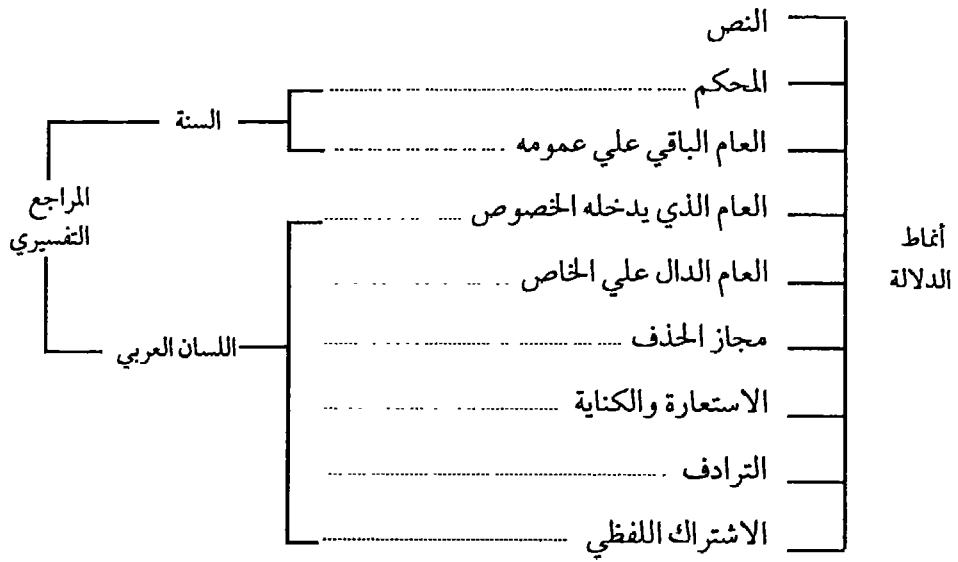 أنماط
الدلالة
النص
المحكم
العام الباقي علي عمومه
العام الذي يدخله الخصوص
العام الدال علي الخاص
مجاز الحذف
الاستعارة والكناية
الترادف
الاشتراك اللفظي
السنة
اللسان العربي
المراجع
التفسيري